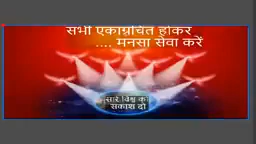 सभी एकाग्रचित होकर
.... मनसा सेवा करें
सारे विश्व को
सकाश दो